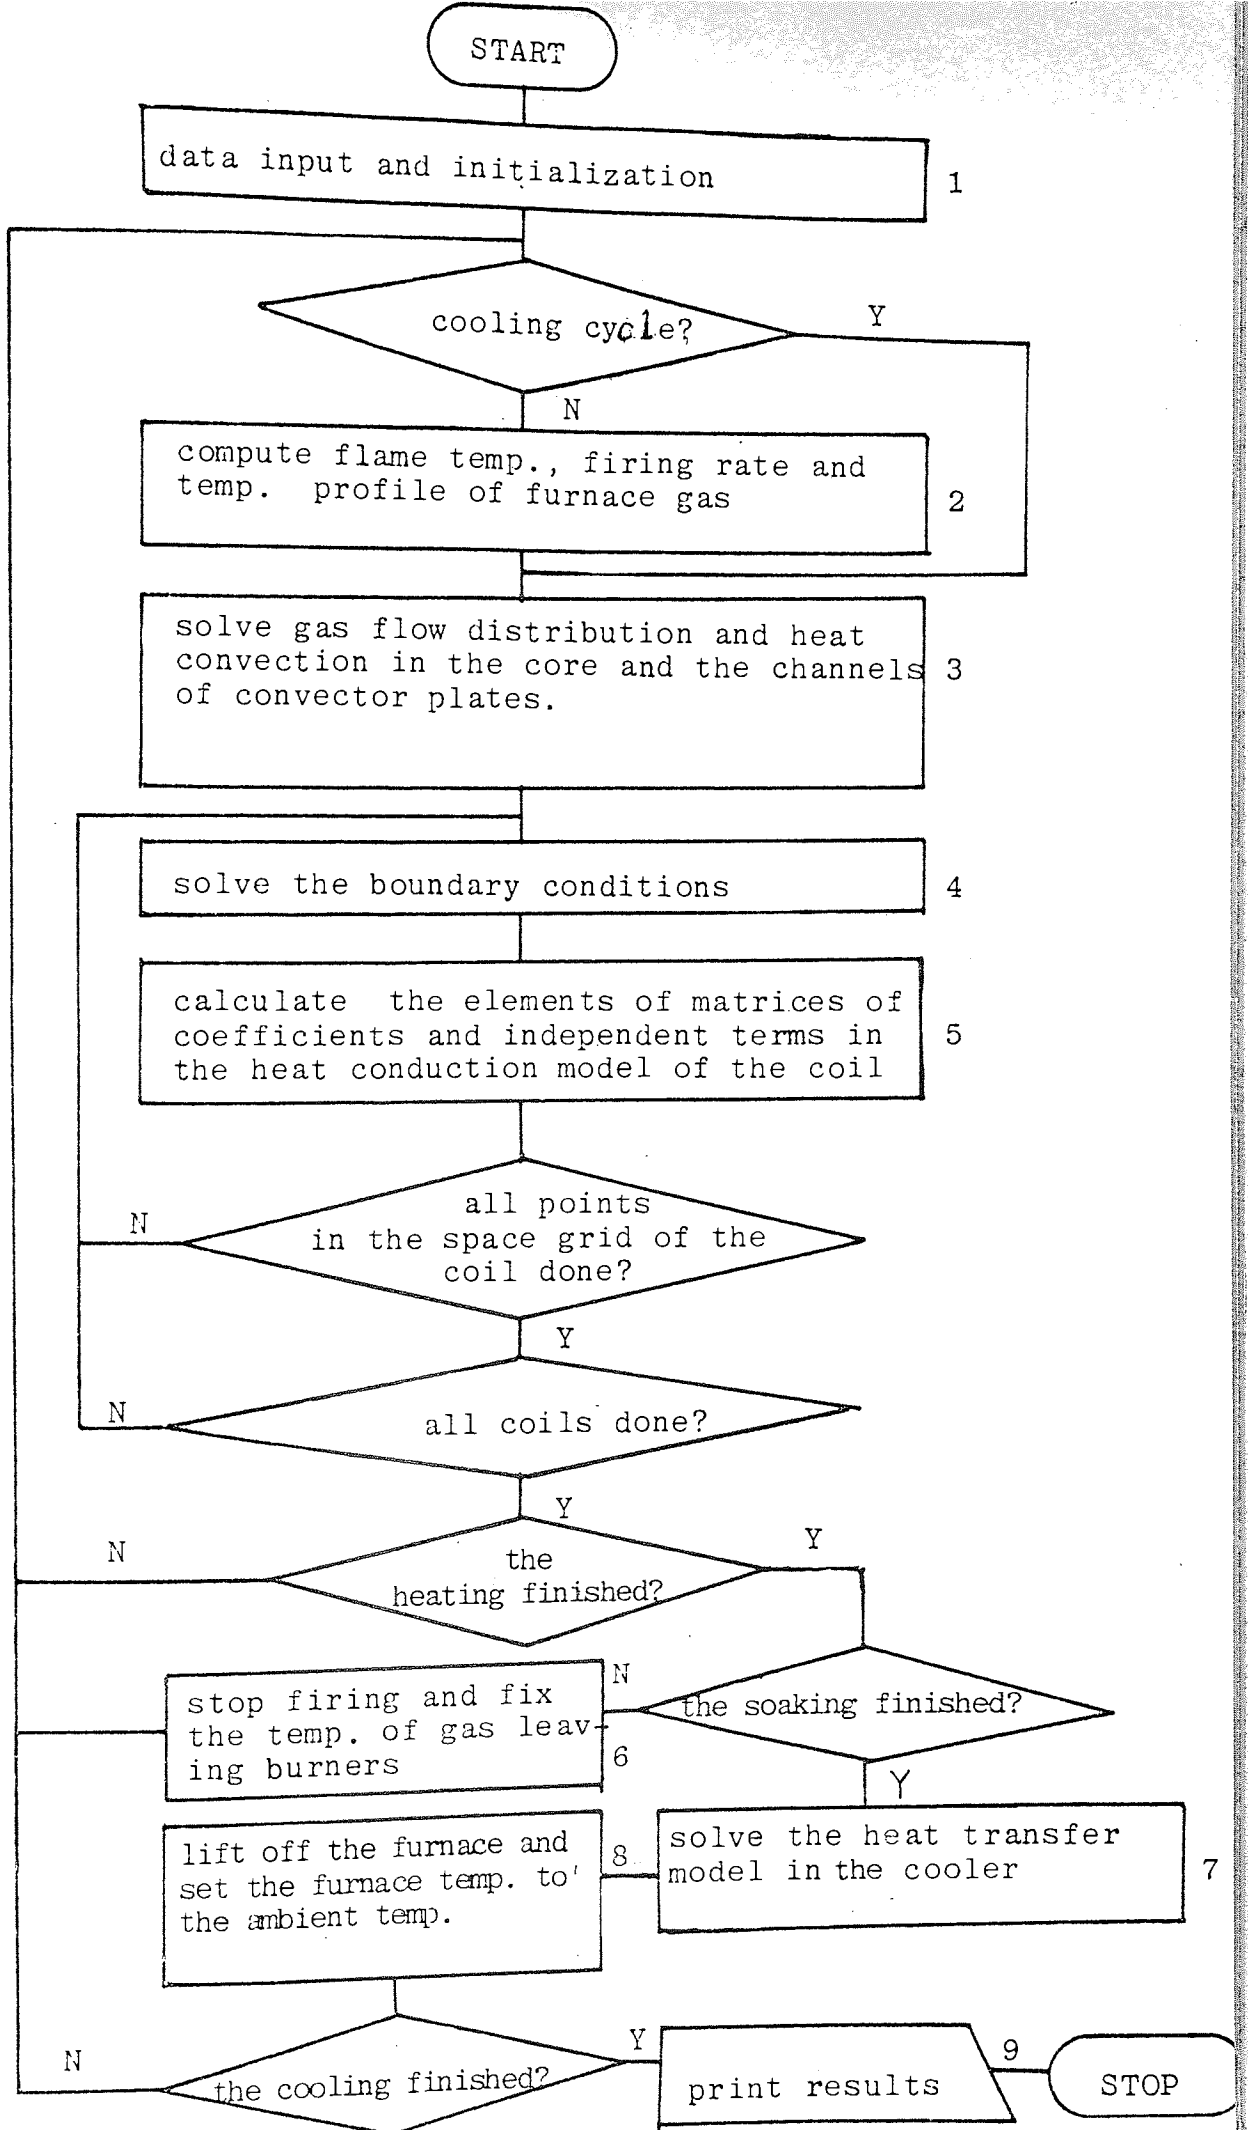 START
data input and initialization
1
cooling cycle?
Y
N
compute flame temp., firing rate and
temp. profile of furnace gas
2
solve gas flow distribution and heat
convection in the core and the channels
of convector plates.
3
solve the boundary conditions
4
calculate the elements of matrices of
coefficients and independent terms in
the heat conduction model of the coil
5
all points
in the space grid of the
coil done?
N
Y
all coils done?
N
Y
the
heating finished?
N
Y
the soaking finished?
N
Y
stop firing and fix
the temp. of gas leav-
ing burners
6
solve the heat transfer
model in the cooler
7
lift off the furnace and
set the furnace temp. to
the ambient temp.
8
the cooling finished?
N
Y
print results
9
STOP